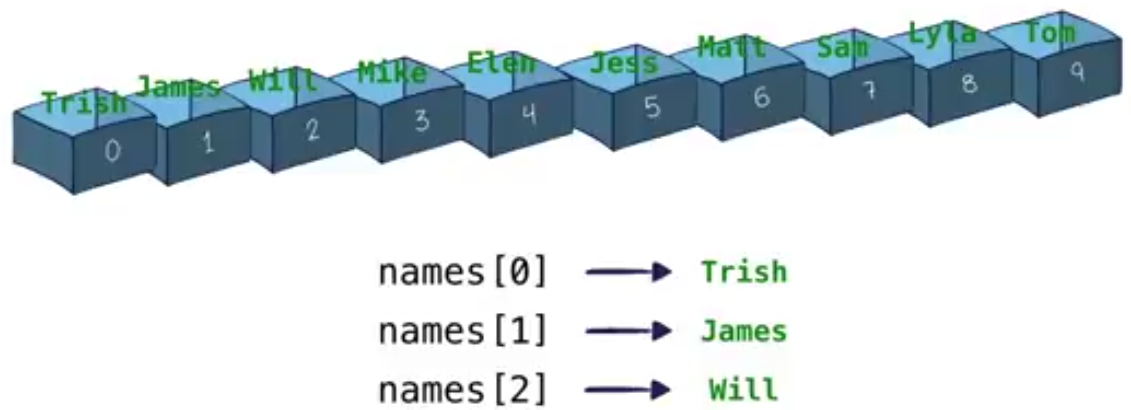 Trish James Will Mike Elen Jess Matt Sam Lyla Tom
0 1 2 3 4 5 6 7 8 9
names[0] Trish
names[1] James
names[2] Will